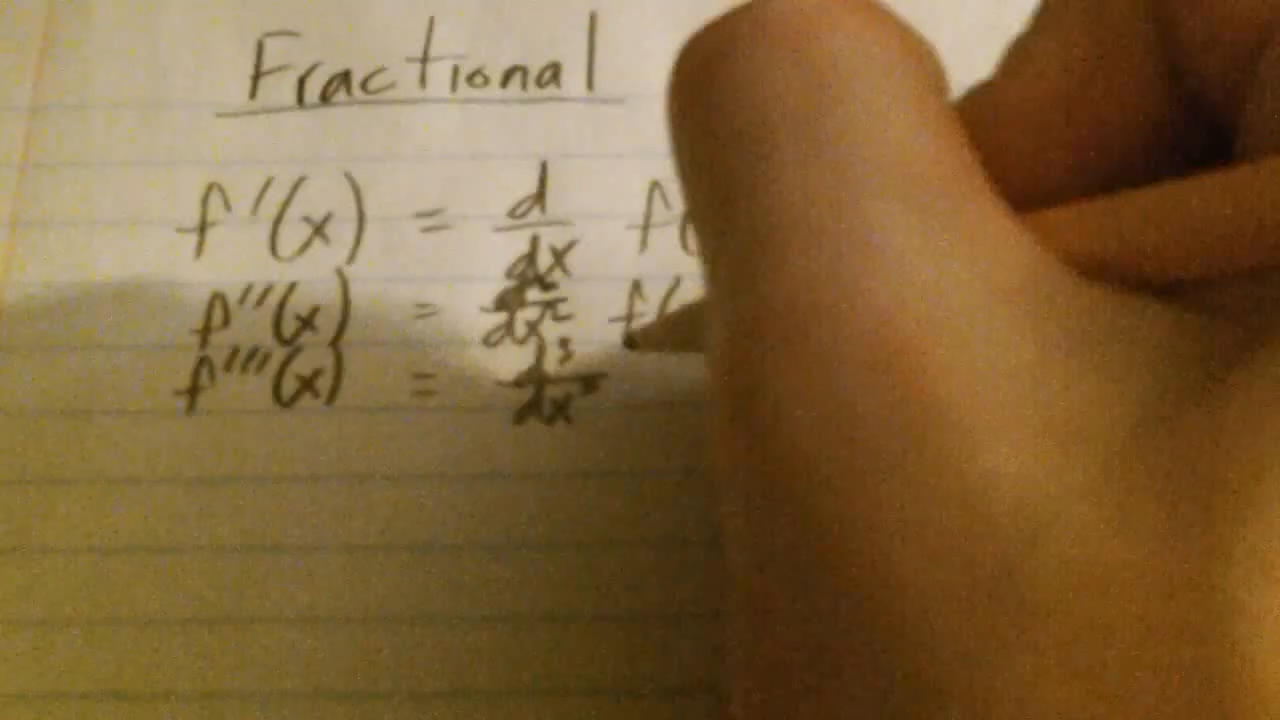 Fractional
f'(x) = d/dx f(
f''(x) = d²/dx² f(
f'''(x) = d³/dx³